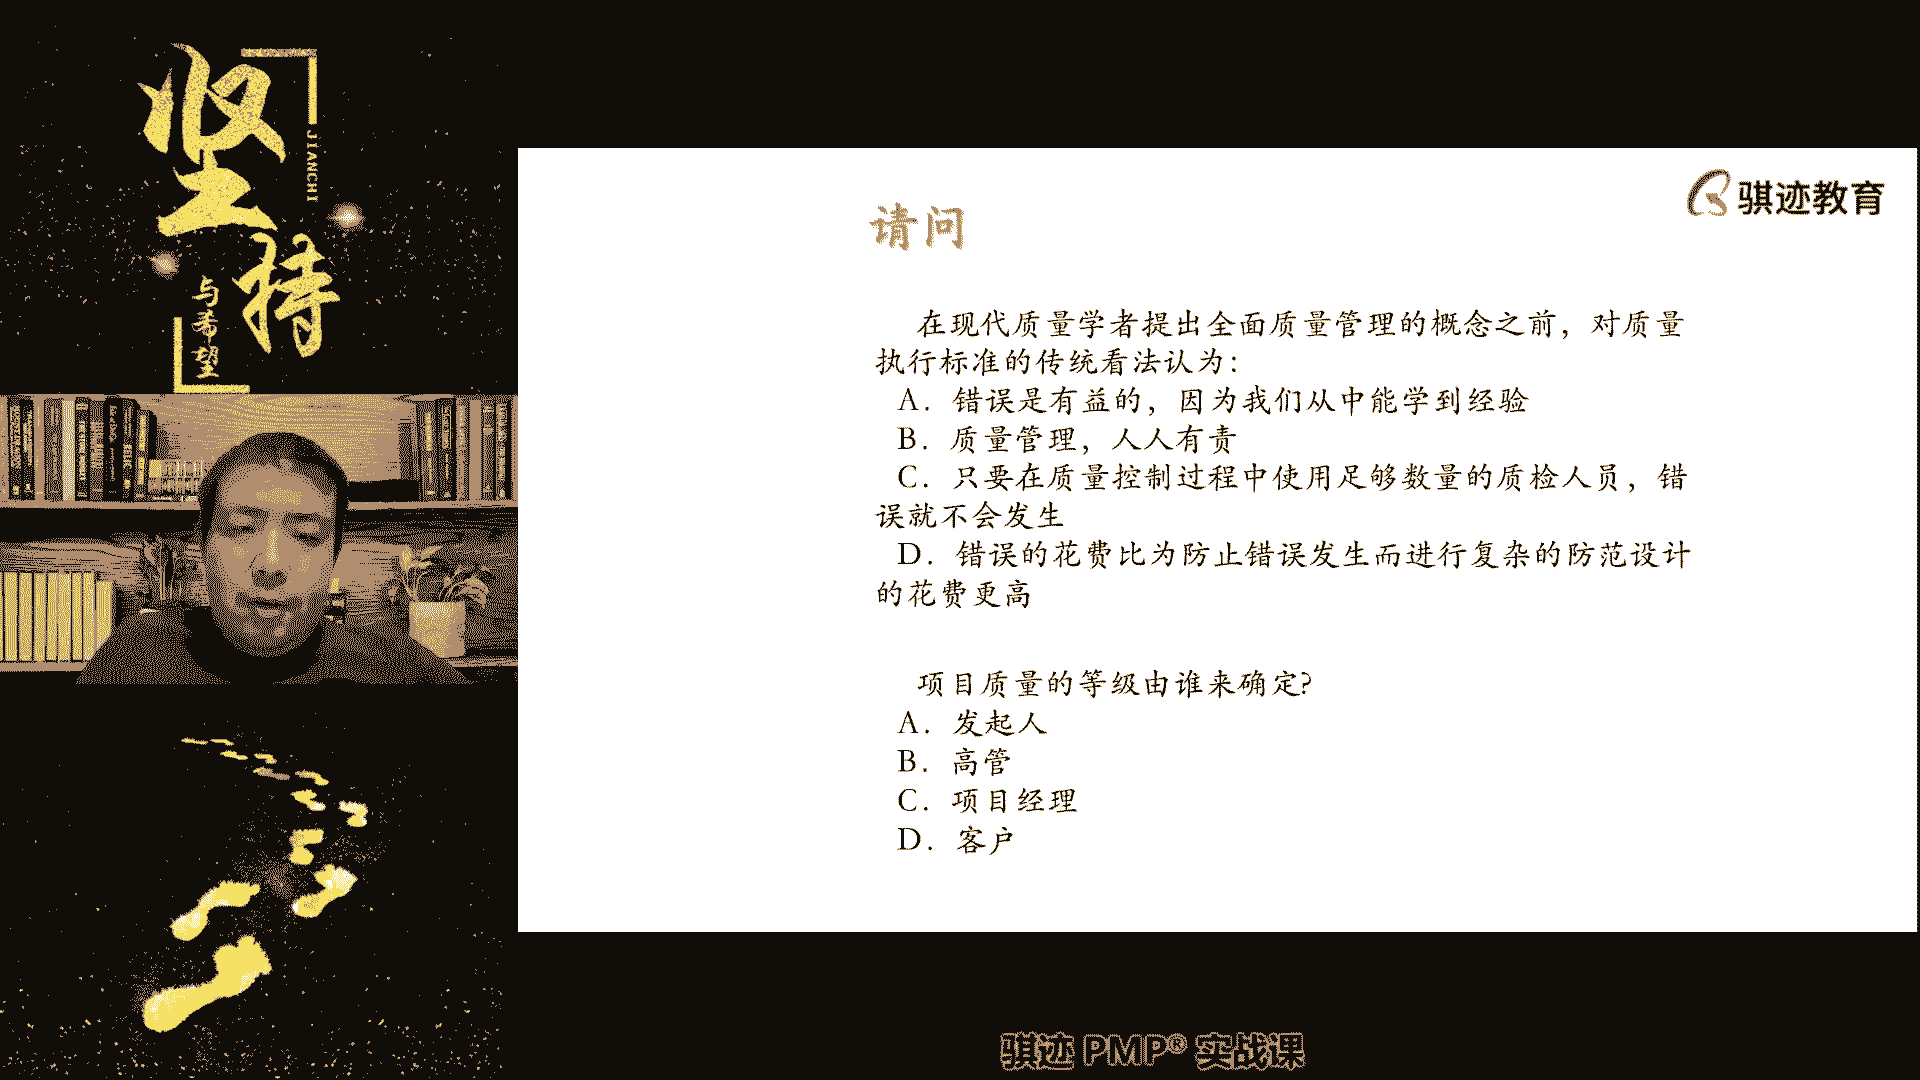 坚持
JIANCHI
与希望
骐迹教育
请问
在现代质量学者提出全面质量管理的概念之前，对质量
执行标准的传统看法认为：
A. 错误是有益的，因为我们从中能学到经验
B. 质量管理，人人有责
C. 只要在质量控制过程中使用足够数量的质检人员，错
误就不会发生
D. 错误的花费比为防止错误发生而进行复杂的防范设计
的花费更高
项目质量的等级由谁来确定?
A. 发起人
B. 高管
C. 项目经理
D. 客户
骐迹 PMP® 实战课